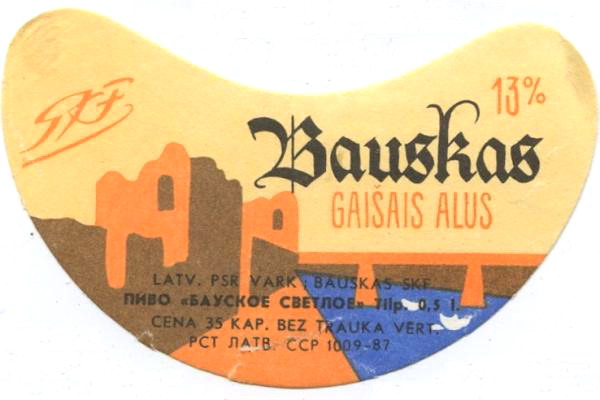 SKF
13%
Bauskas
GAIŠAIS ALUS
LATV. PSR VARK; BAUSKAS SKF
ПИВО «БАУСКОЕ СВЕТЛОЕ» Tilp. 0,5 l.
CENA 35 KAP. BEZ TRAUKA VERT.
РСТ ЛАТВ. ССР 1009-87